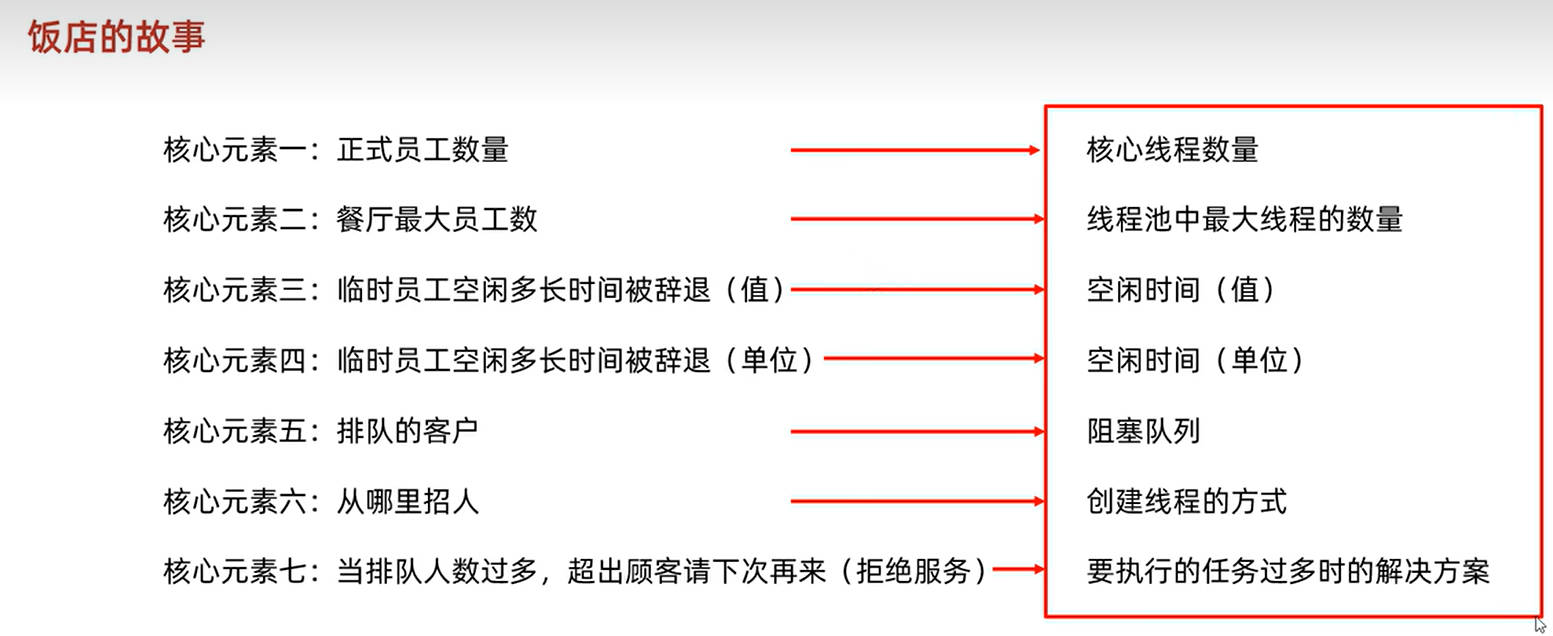 饭店的故事
核心元素一：正式员工数量 核心线程数量
核心元素二：餐厅最大员工数 线程池中最大线程的数量
核心元素三：临时员工空闲多长时间被辞退（值） 空闲时间（值）
核心元素四：临时员工空闲多长时间被辞退（单位） 空闲时间（单位）
核心元素五：排队的客户 阻塞队列
核心元素六：从哪里招人 创建线程的方式
核心元素七：当排队人数过多，超出顾客请下次再来（拒绝服务） 要执行的任务过多时的解决方案